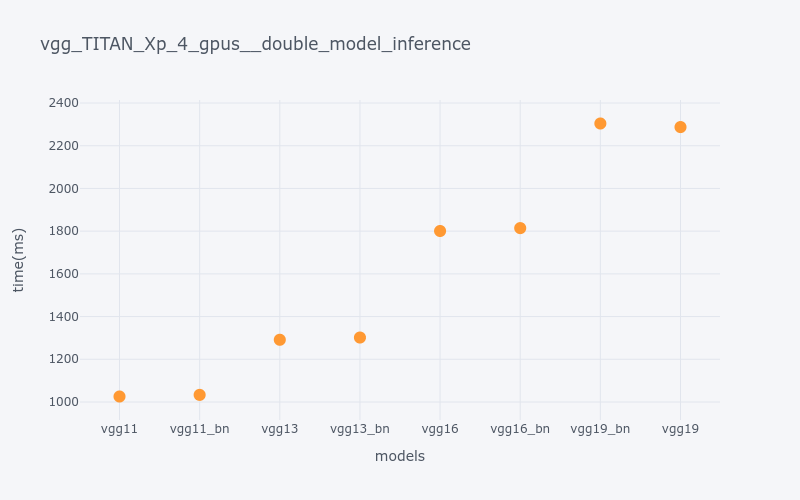 vgg_TITAN_Xp_4_gpus__double_model_inference
2400
2200
2000
1800
1600
1400
1200
1000
time(ms)
vgg11 vgg11_bn vgg13 vgg13_bn vgg16 vgg16_bn vgg19_bn vgg19
models